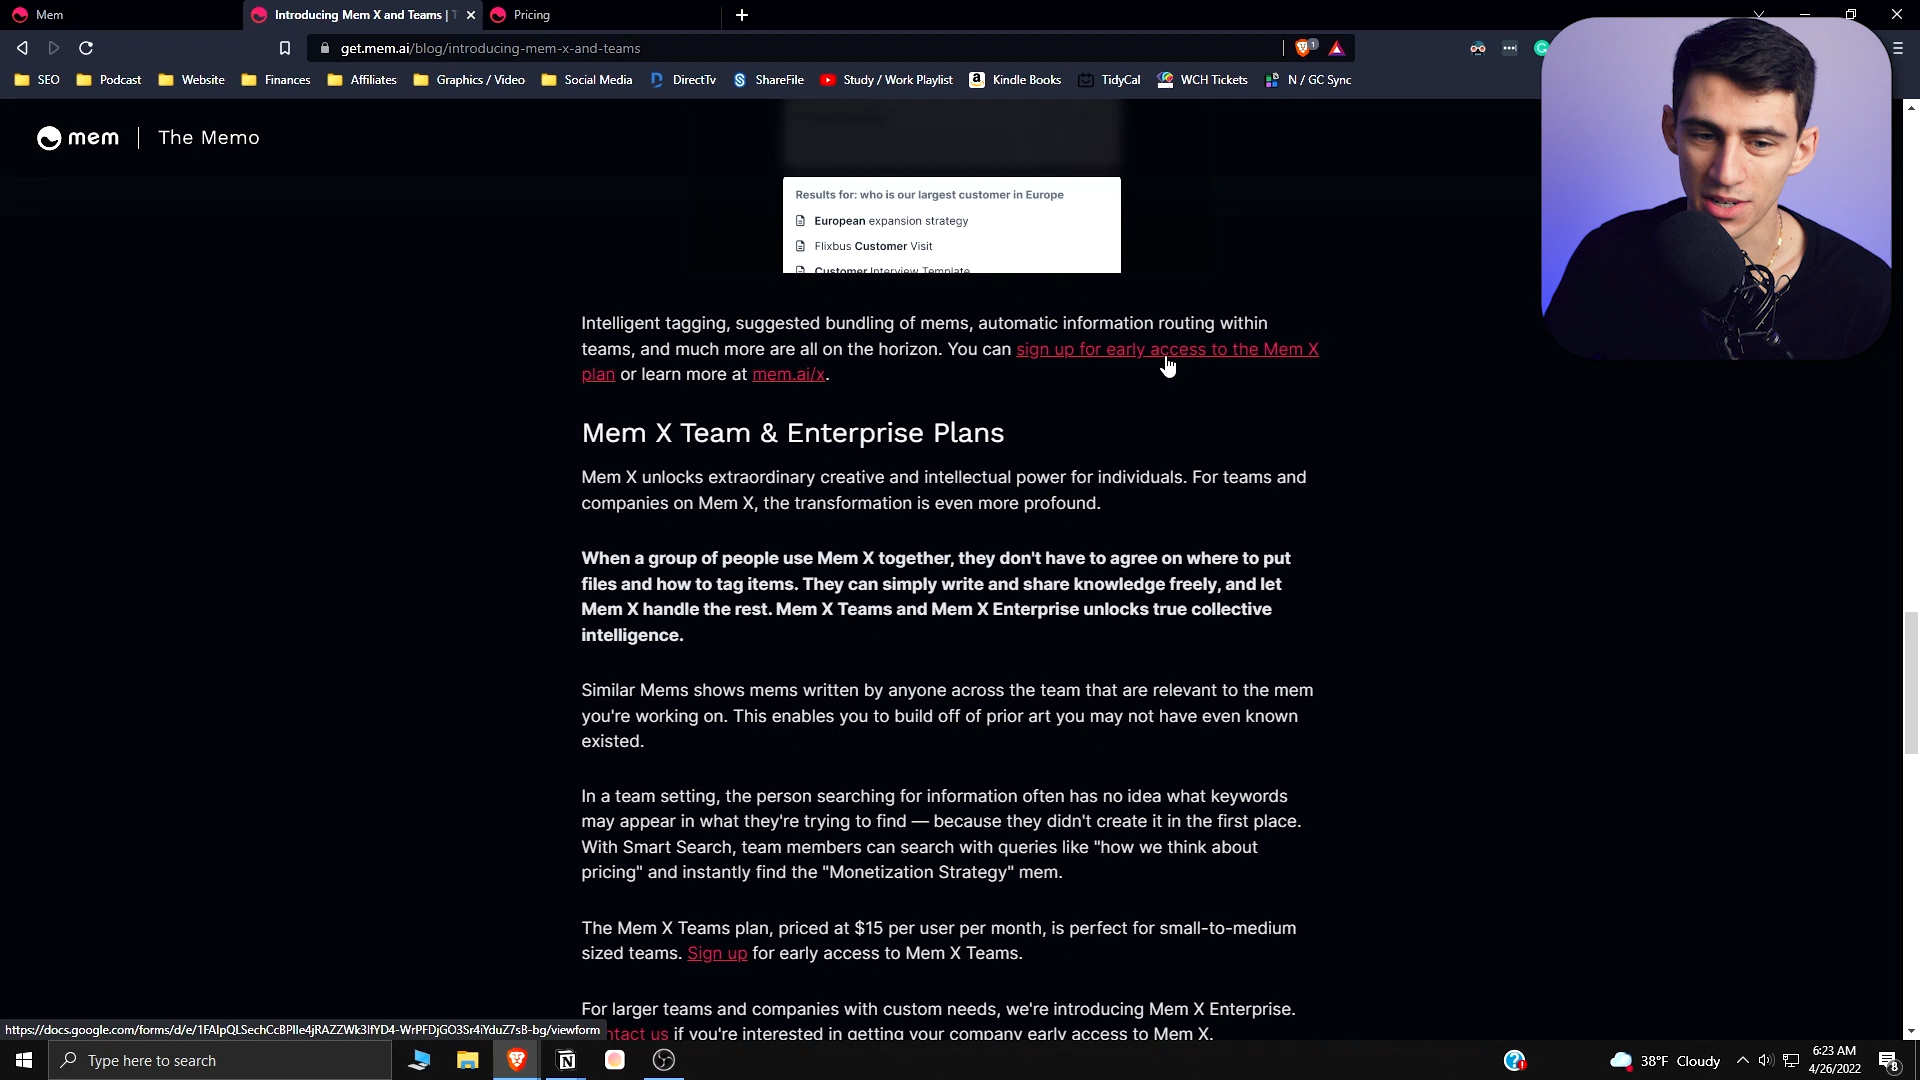 Mem
Introducing Mem X and Teams | T
Pricing
get.mem.ai/blog/introducing-mem-x-and-teams
1
SEO
Podcast
Website
Finances
Affiliates
Graphics / Video
Social Media
DirectTv
ShareFile
Study / Work Playlist
Kindle Books
TidyCal
WCH Tickets
N / GC Sync
mem | The Memo
Results for: who is our largest customer in Europe
European expansion strategy
Flixbus Customer Visit
Customer Interview Template
Intelligent tagging, suggested bundling of mems, automatic information routing within
teams, and much more are all on the horizon. You can sign up for early access to the Mem X
plan or learn more at mem.ai/x.
Mem X Team & Enterprise Plans
Mem X unlocks extraordinary creative and intellectual power for individuals. For teams and
companies on Mem X, the transformation is even more profound.
When a group of people use Mem X together, they don't have to agree on where to put
files and how to tag items. They can simply write and share knowledge freely, and let
Mem X handle the rest. Mem X Teams and Mem X Enterprise unlocks true collective
intelligence.
Similar Mems shows mems written by anyone across the team that are relevant to the mem
you're working on. This enables you to build off of prior art you may not have even known
existed.
In a team setting, the person searching for information often has no idea what keywords
may appear in what they're trying to find — because they didn't create it in the first place.
With Smart Search, team members can search with queries like "how we think about
pricing" and instantly find the "Monetization Strategy" mem.
The Mem X Teams plan, priced at $15 per user per month, is perfect for small-to-medium
sized teams. Sign up for early access to Mem X Teams.
For larger teams and companies with custom needs, we're introducing Mem X Enterprise.
ntact us if you're interested in getting your company early access to Mem X.
https://docs.google.com/forms/d/e/1FAIpQLSechCcBPlIe4jRAZZWk3IfYD4-WrPFDjGO3Sr4iYduZ7sB-bg/viewform
Type here to search
38°F Cloudy
6:23 AM
4/26/2022
8